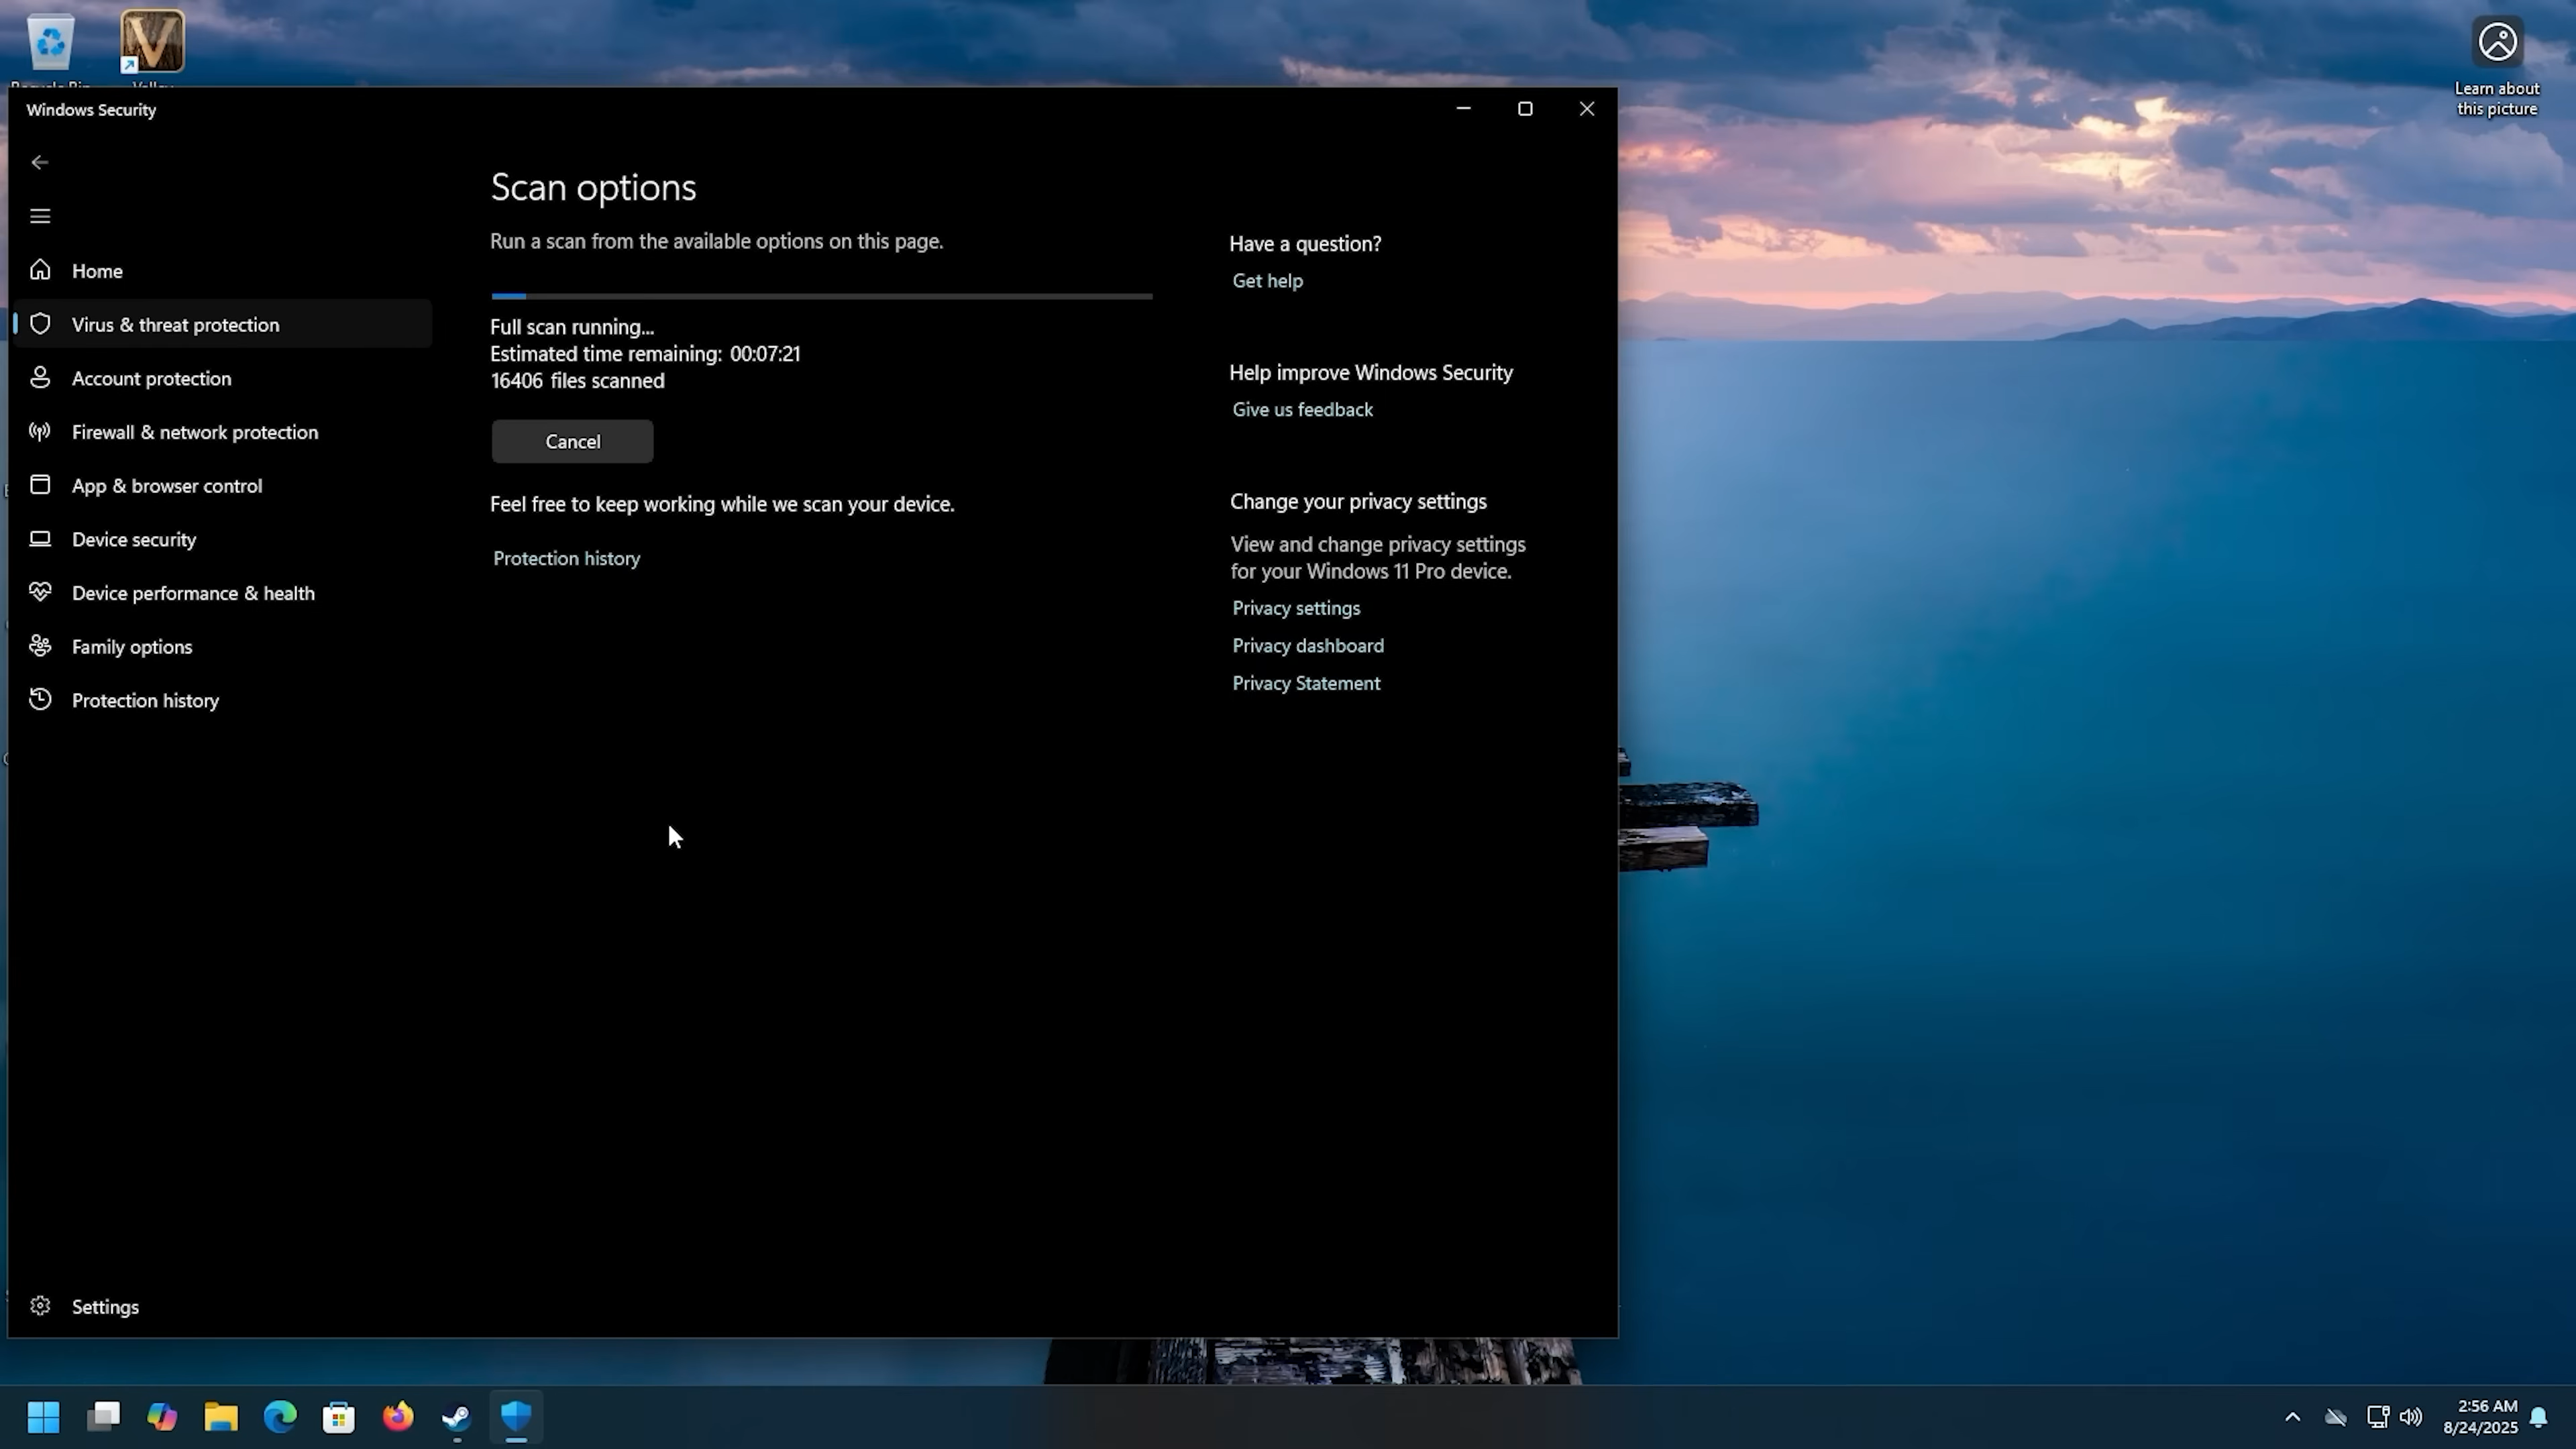 Learn about
this picture
Windows Security
Home
Virus & threat protection
Account protection
Firewall & network protection
App & browser control
Device security
Device performance & health
Family options
Protection history
Settings
Scan options
Run a scan from the available options on this page.
Full scan running...
Estimated time remaining: 00:07:21
16406 files scanned
Cancel
Feel free to keep working while we scan your device.
Protection history
Have a question?
Get help
Help improve Windows Security
Give us feedback
Change your privacy settings
View and change privacy settings
for your Windows 11 Pro device.
Privacy settings
Privacy dashboard
Privacy Statement
2:56 AM
8/24/2025